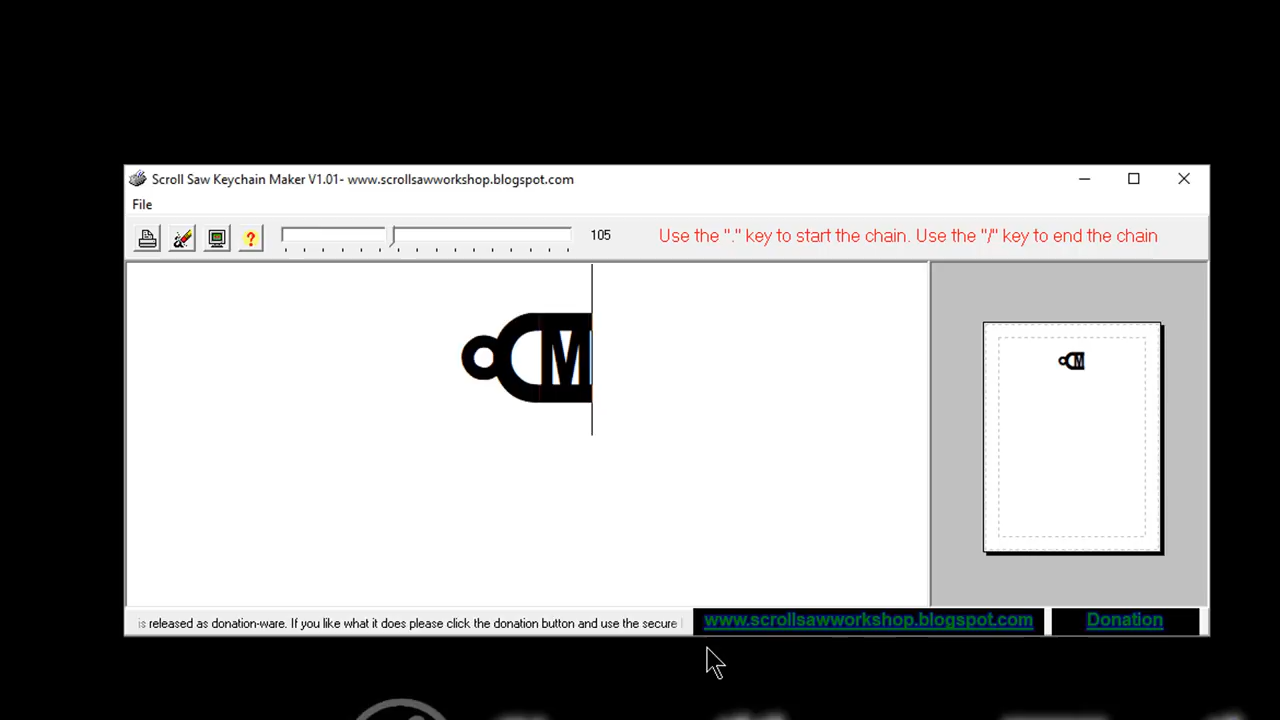 Scroll Saw Keychain Maker V1.01- www.scrollsawworkshop.blogspot.com
File
105
Use the "." key to start the chain. Use the "/" key to end the chain
M
M
is released as donation-ware. If you like what it does please click the donation button and use the secure
www.scrollsawworkshop.blogspot.com
Donation